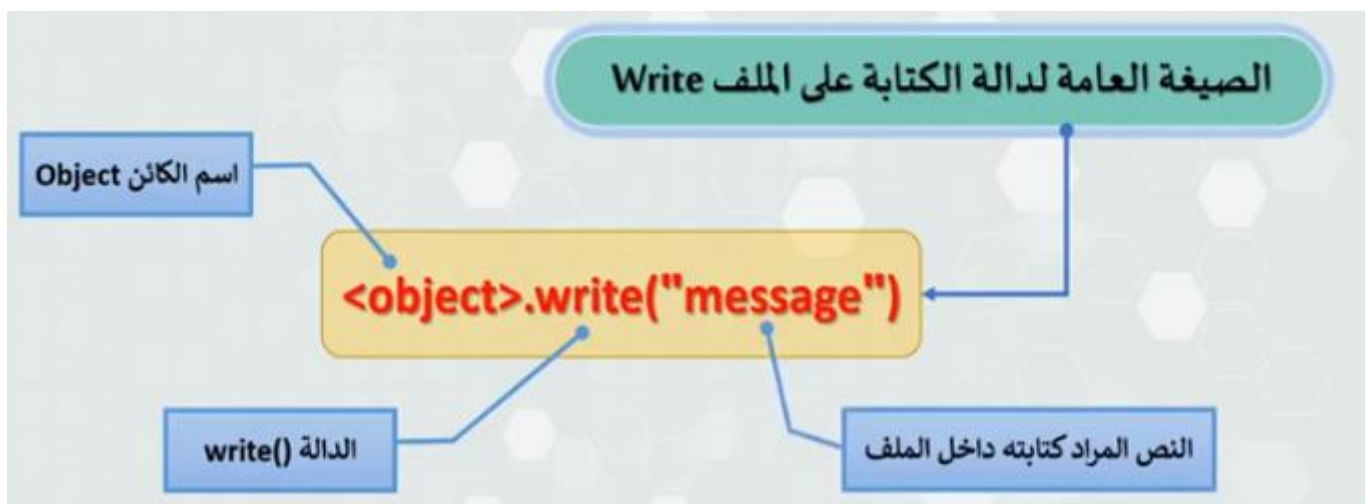 الصيغة العامة لدالة الكتابة على الملف Write
اسم الكائن Object
<object>.write("message")
الدالة write()
النص المراد كتابته داخل الملف